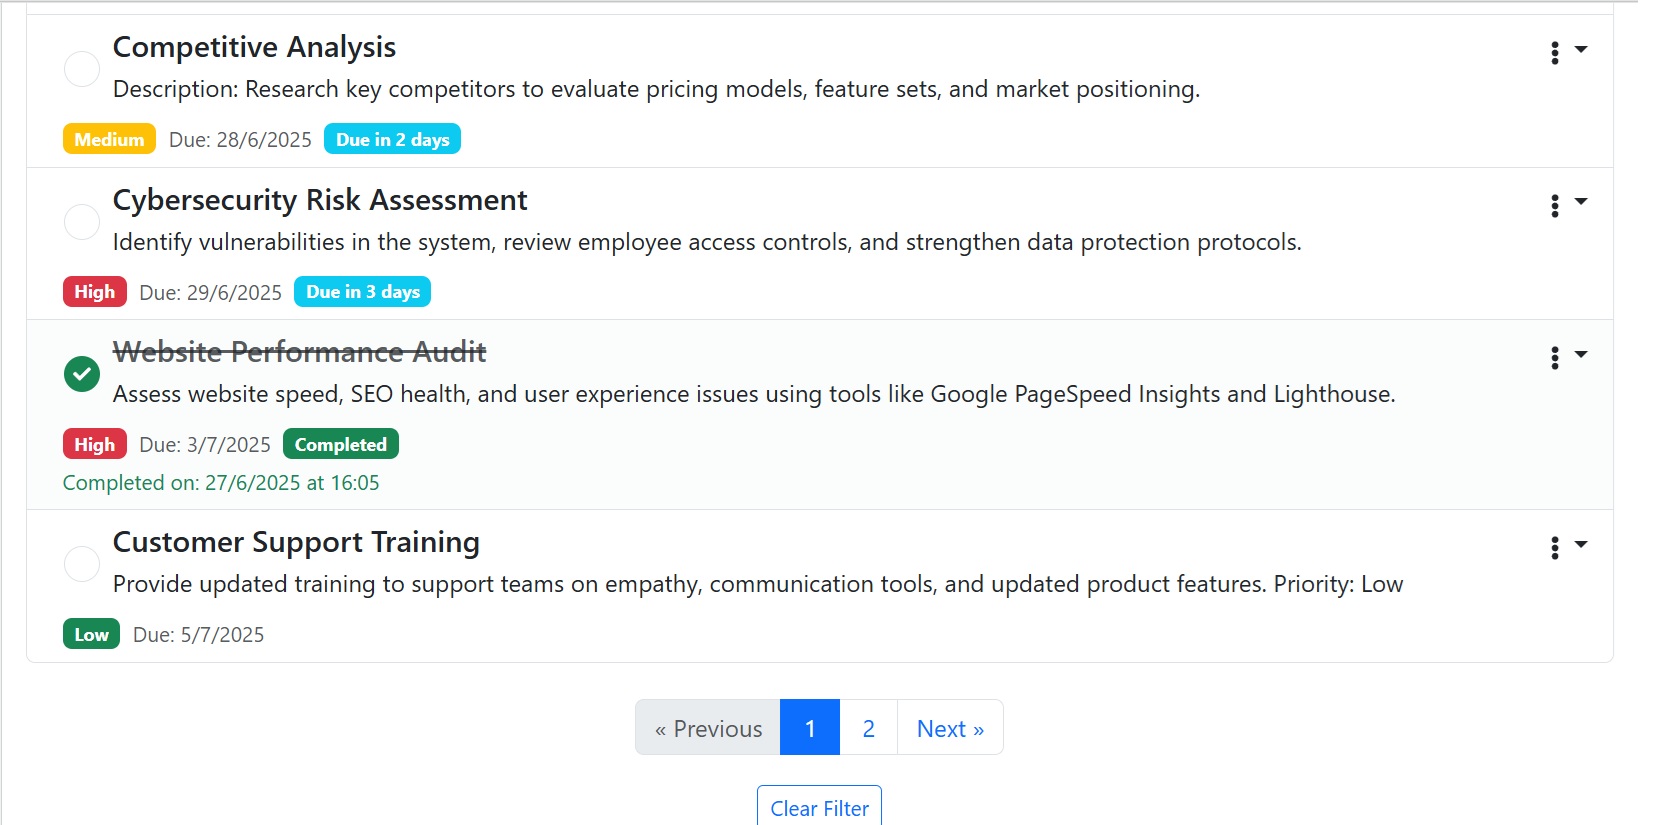 Competitive Analysis
Description: Research key competitors to evaluate pricing models, feature sets, and market positioning.
Medium Due: 28/6/2025 Due in 2 days
Cybersecurity Risk Assessment
Identify vulnerabilities in the system, review employee access controls, and strengthen data protection protocols.
High Due: 29/6/2025 Due in 3 days
Website Performance Audit
Assess website speed, SEO health, and user experience issues using tools like Google PageSpeed Insights and Lighthouse.
High Due: 3/7/2025 Completed
Completed on: 27/6/2025 at 16:05
Customer Support Training
Provide updated training to support teams on empathy, communication tools, and updated product features. Priority: Low
Low Due: 5/7/2025
« Previous 1 2 Next »
Clear Filter